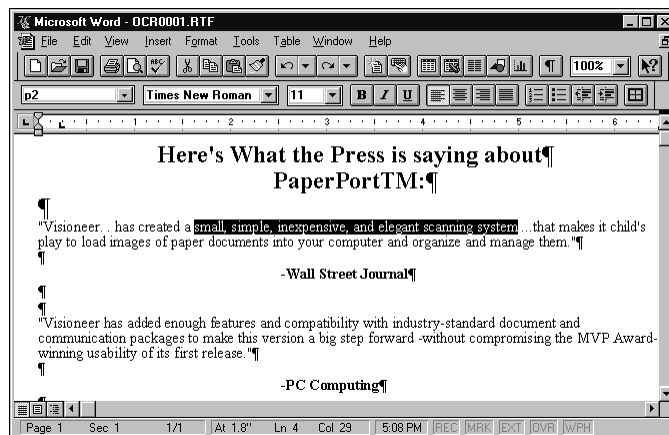 Microsoft Word - OCR0001.RTF
File Edit View Insert Format Tools Table Window Help
100%
p2 Times New Roman 11 B I U
1 2 3 4 5 6
Here's What the Press is saying about¶
PaperPortTM:¶
¶
"Visioneer. . has created a small, simple, inexpensive, and elegant scanning system ...that makes it child's
play to load images of paper documents into your computer and organize and manage them."¶
¶
-Wall Street Journal¶
¶
¶
"Visioneer has added enough features and compatibility with industry-standard document and
communication packages to make this version a big step forward -without compromising the MVP Award-
winning usability of its first release."¶
¶
-PC Computing¶
Page 1 Sec 1 1/1 At 1.8" Ln 4 Col 29 5:08 PM REC MRK EXT OVR WPH